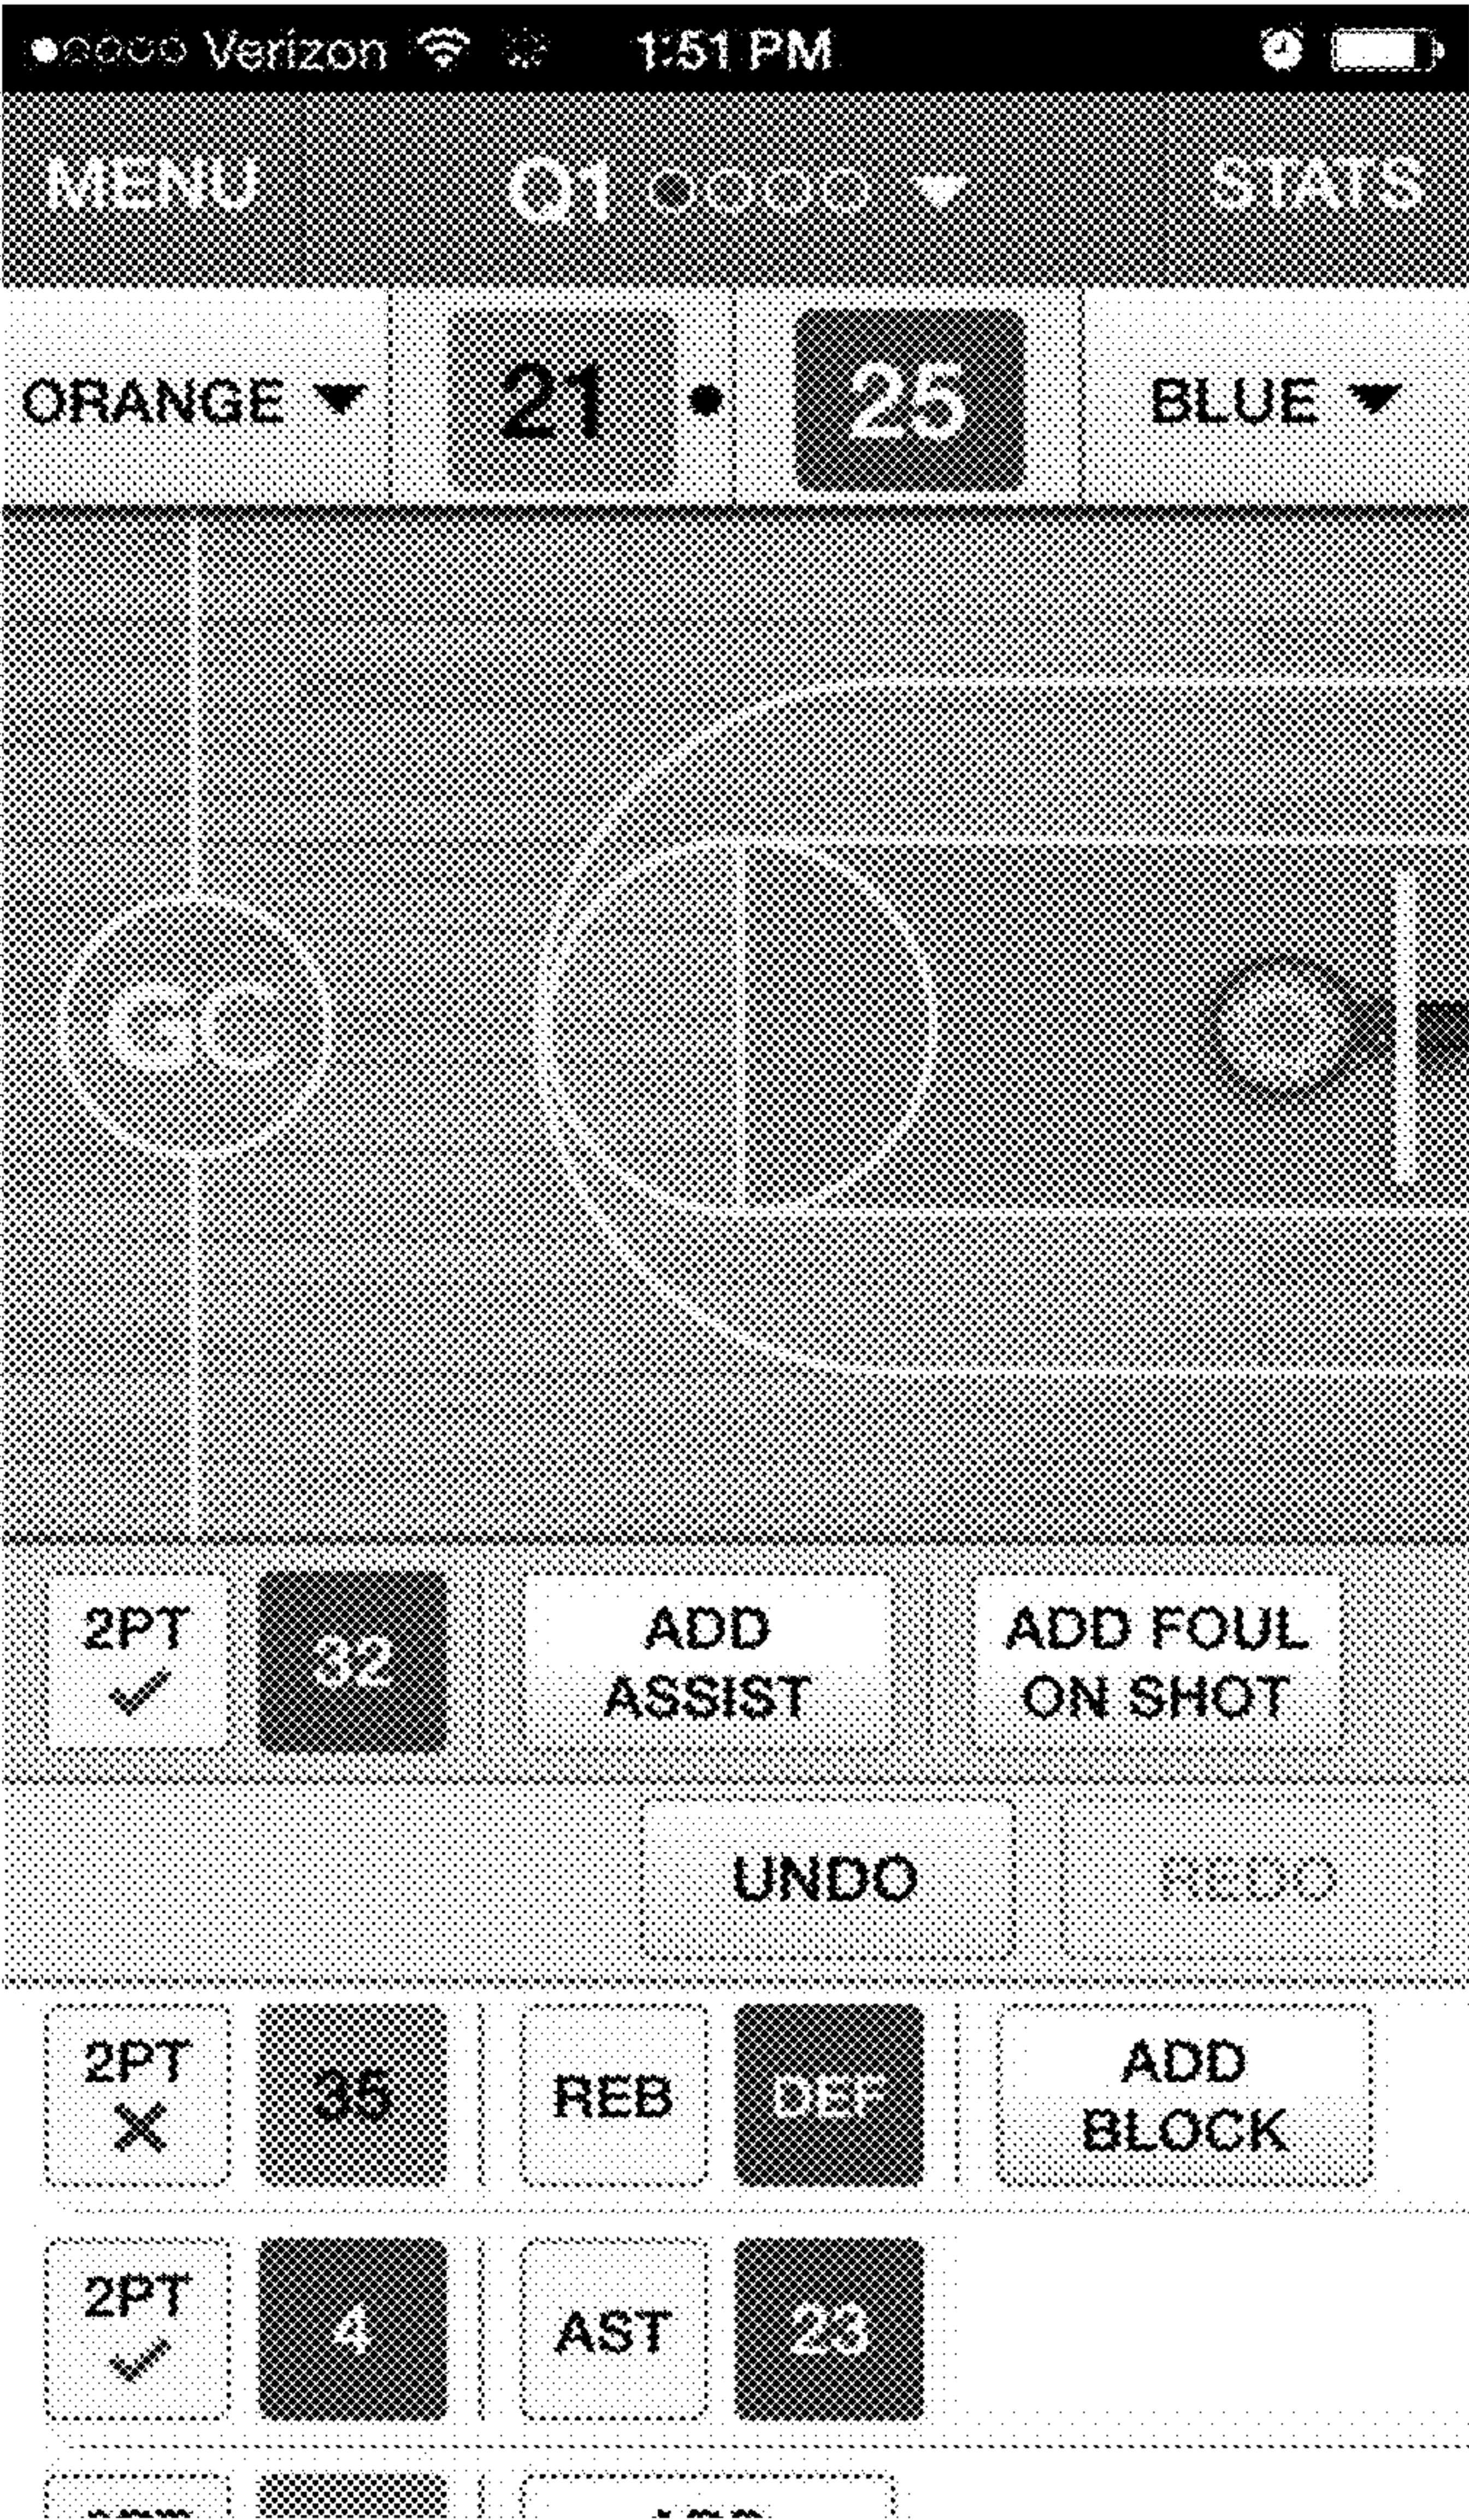 Verizon 1:51 PM
MENU Q1 STATS
ORANGE 21 25 BLUE
GC
2PT 32 ADD ASSIST ADD FOUL ON SHOT
UNDO REDO
2PT 35 REB DEF ADD BLOCK
2PT 4 AST 23